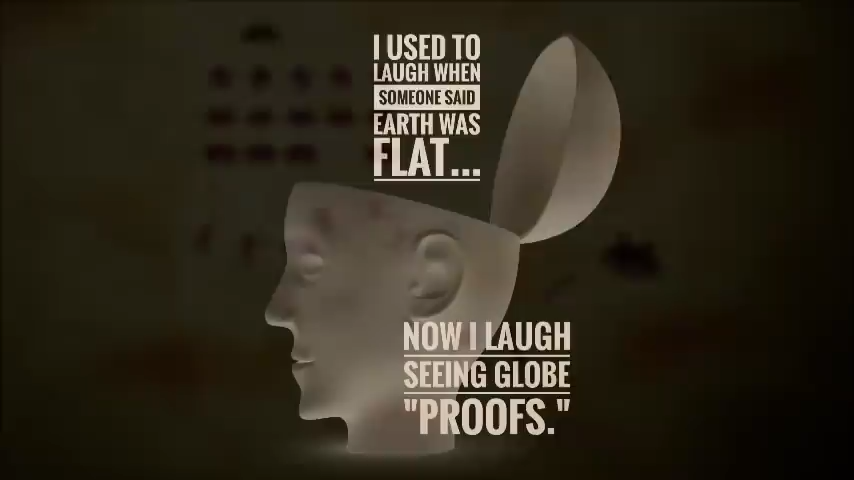 I USED TO
LAUGH WHEN
SOMEONE SAID
EARTH WAS
FLAT...
NOW I LAUGH
SEEING GLOBE
"PROOFS."